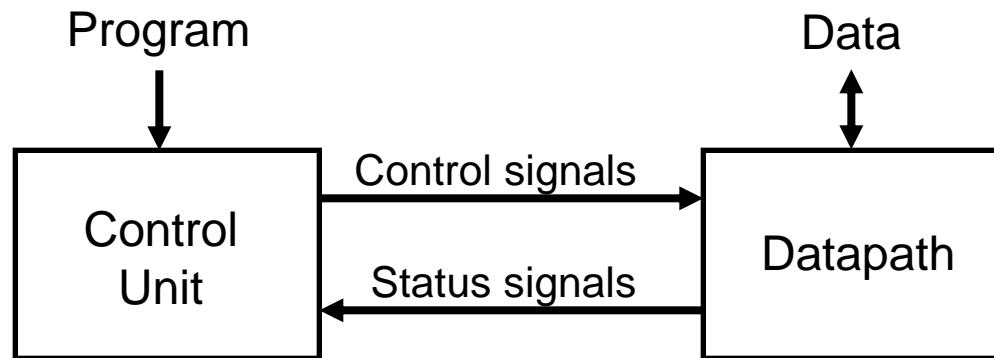 Program
Data
Control signals
Control
Unit
Datapath
Status signals